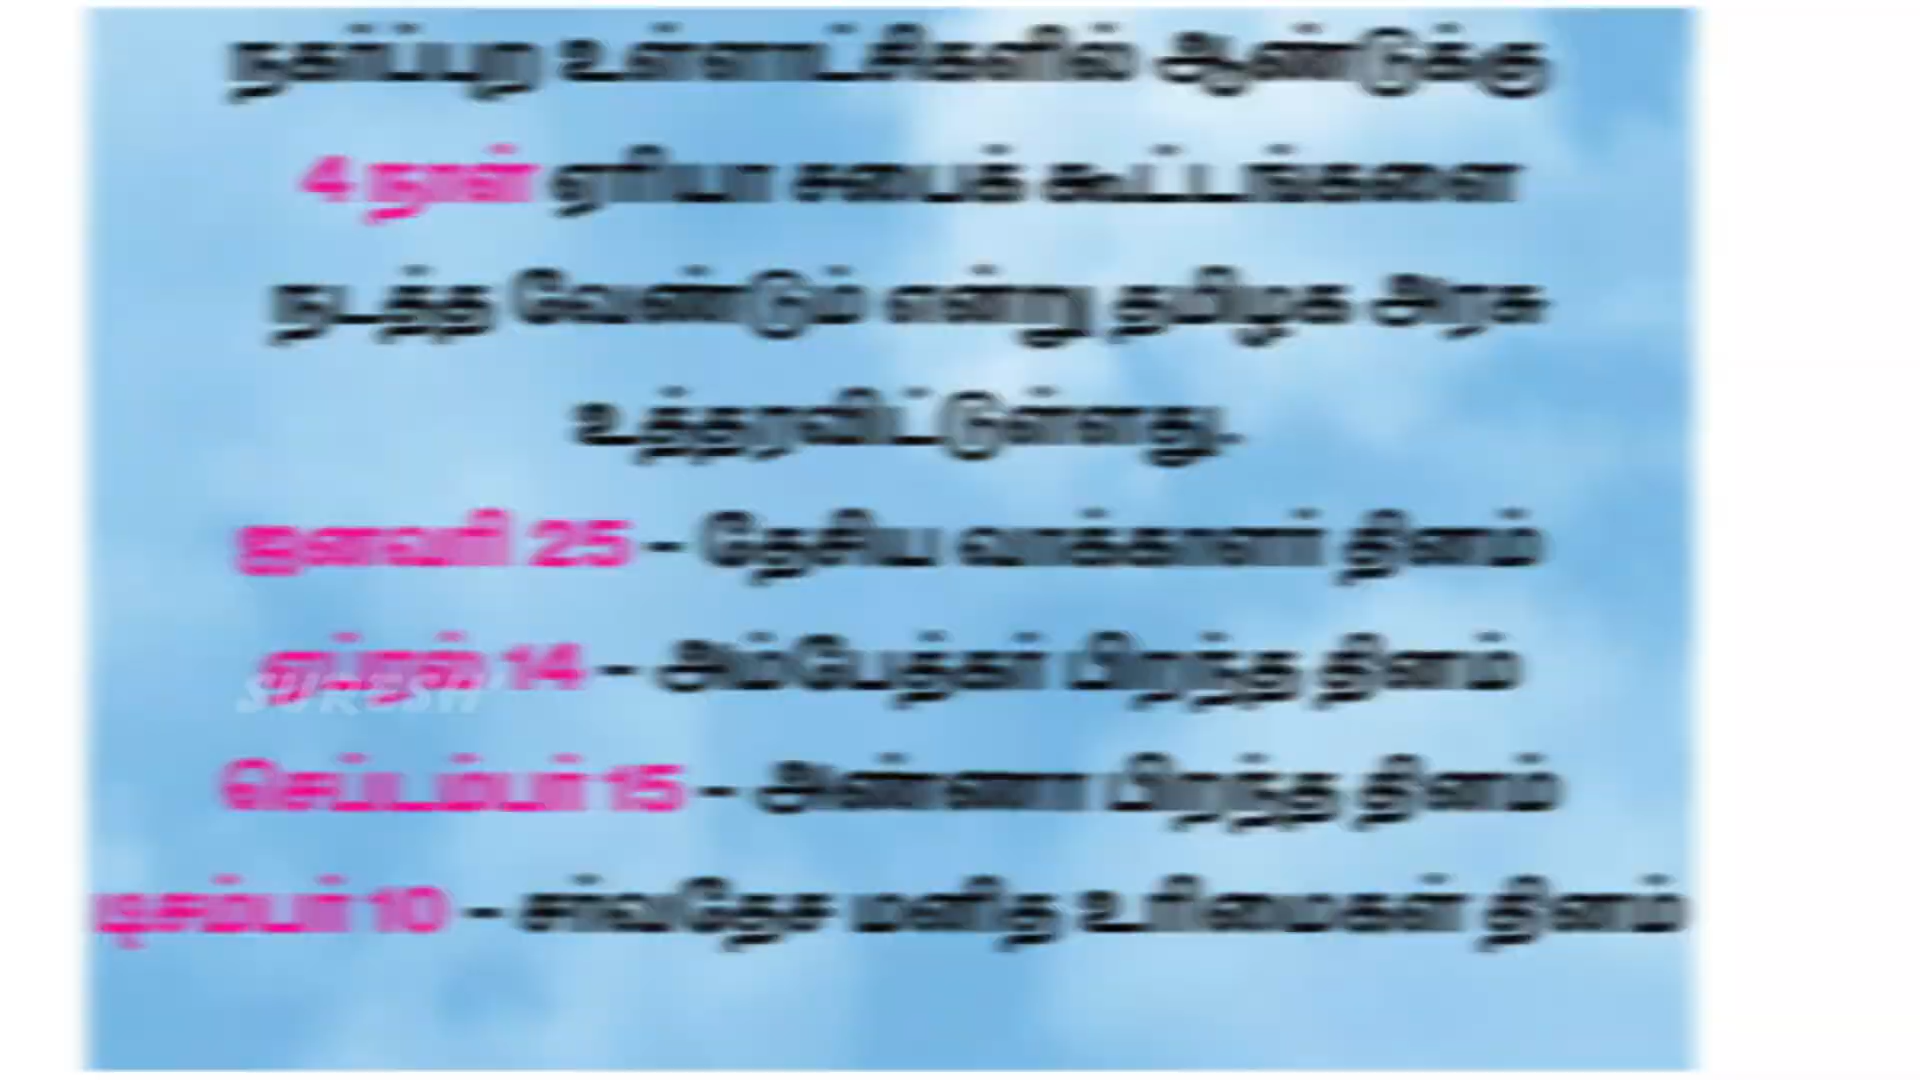 நகர்ப்புற உள்ளாட்சிகளில் ஆண்டுக்கு
4 நாள் ஏரியா சபைக் கூட்டங்களை
நடத்த வேண்டும் என்று தமிழக அரசு
உத்தரவிட்டுள்ளது.
ஜனவரி 25 - தேசிய வாக்காளர் தினம்
ஏப்ரல் 14 - அம்பேத்கர் பிறந்த தினம்
SURESH
செப்டம்பர் 15 - அண்ணா பிறந்த தினம்
டிசம்பர் 10 - சர்வதேச மனித உரிமைகள் தினம்